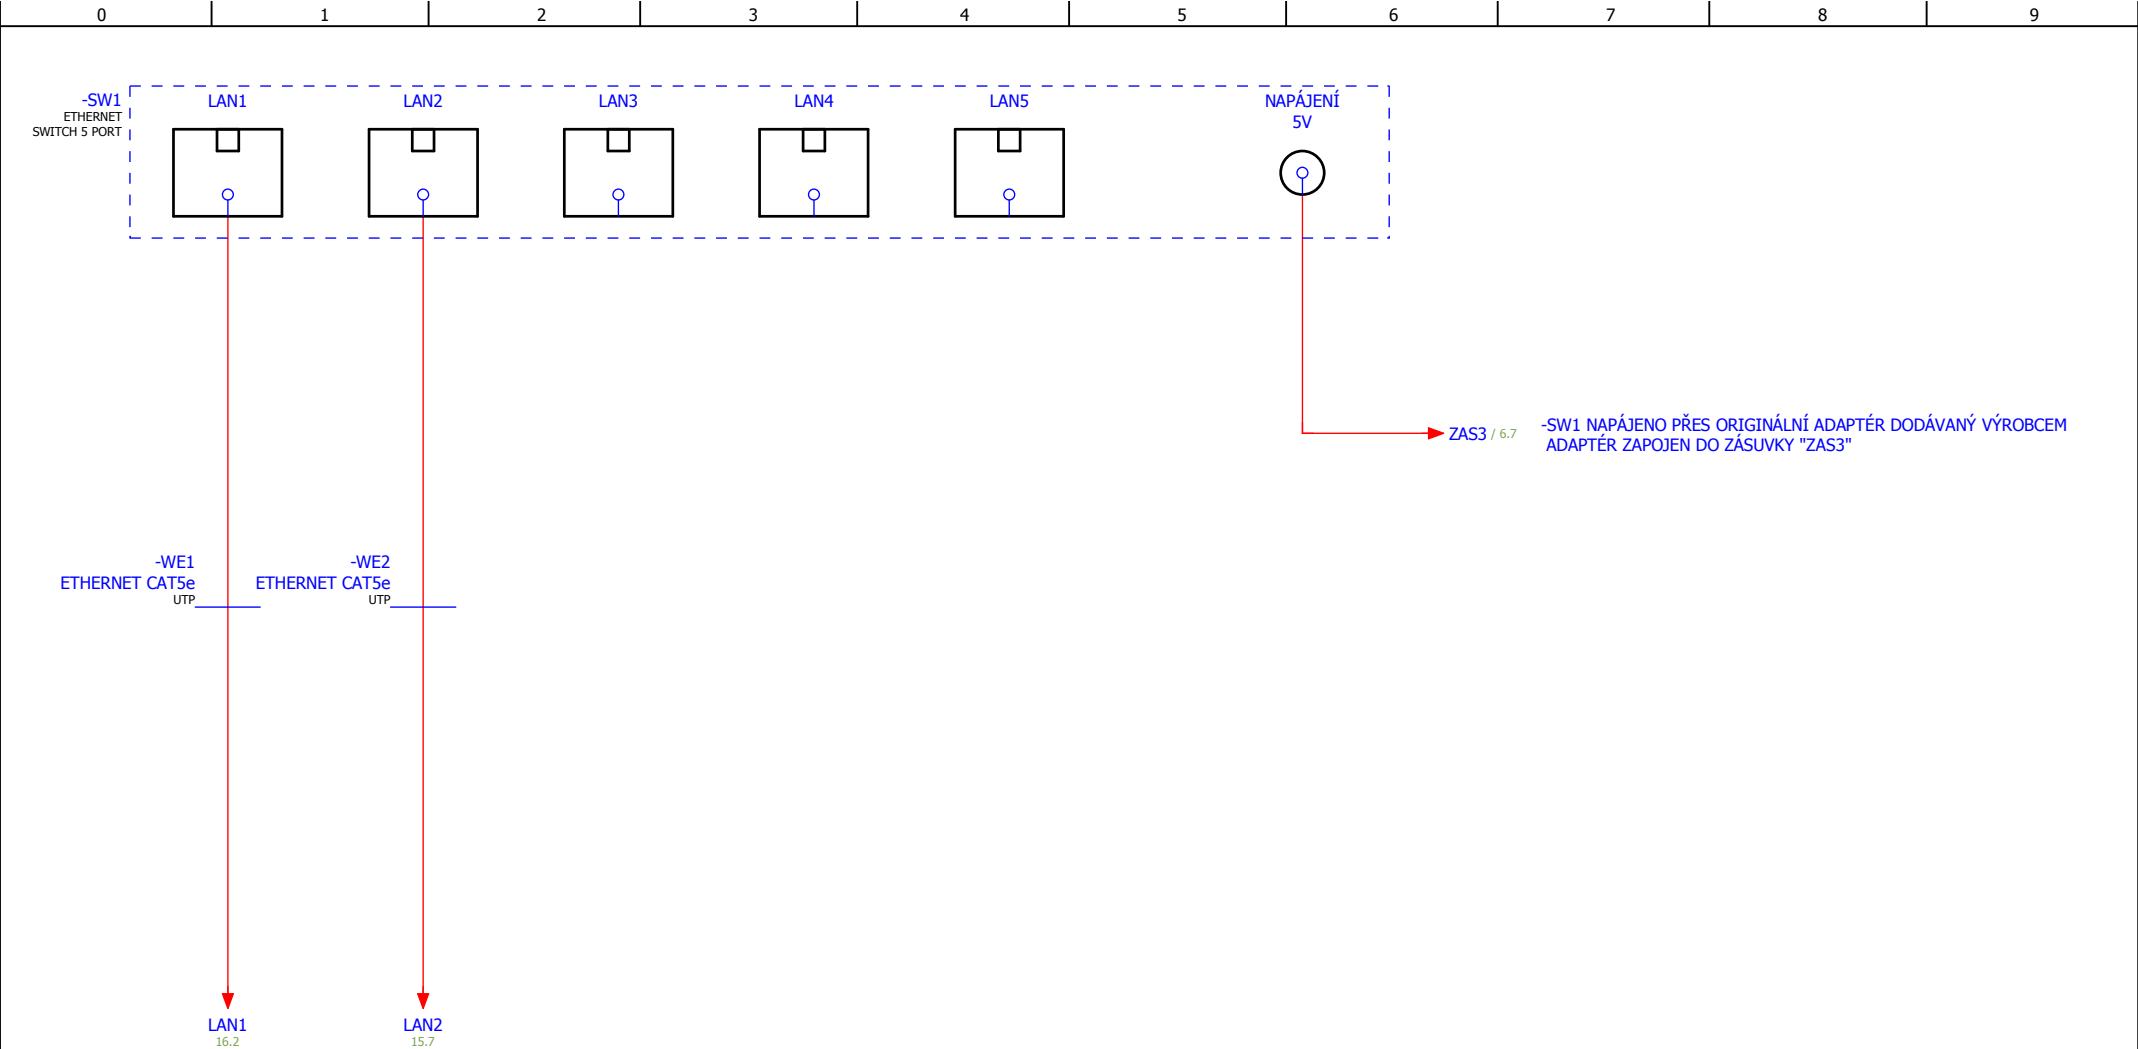 0 1 2 3 4 5 6 7 8 9
-SW1
ETHERNET
SWITCH 5 PORT
LAN1
LAN2
LAN3
LAN4
LAN5
NAPÁJENÍ
5V
ZAS3 / 6.7
-SW1 NAPÁJENO PŘES ORIGINÁLNÍ ADAPTÉR DODÁVANÝ VÝROBCEM
ADAPTÉR ZAPOJEN DO ZÁSUVKY "ZAS3"
-WE1
ETHERNET CAT5e
UTP
-WE2
ETHERNET CAT5e
UTP
LAN1
16.2
LAN2
15.7